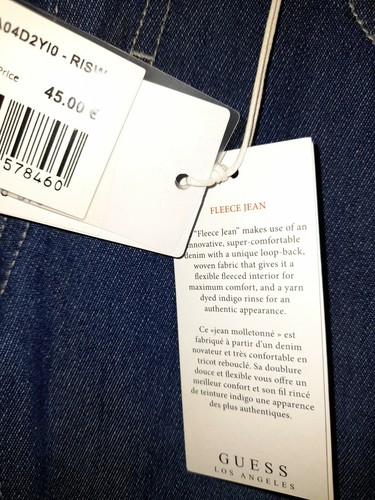 A04D2YI0 - RISW
Price
45.00 €
578460
FLEECE JEAN
"Fleece Jean" makes use of an
innovative, super-comfortable
denim with a unique loop-back,
woven fabric that gives it a
flexible fleeced interior for
maximum comfort, and a yarn
dyed indigo rinse for an
authentic appearance.
Ce «jean molletonné » est
fabriqué à partir d'un denim
novateur et très confortable en
tricot rebouclé. Sa doublure
douce et flexible vous offre un
meilleur confort et son fil rincé
de teinture indigo une apparence
des plus authentiques.
GUESS
LOS ANGELES